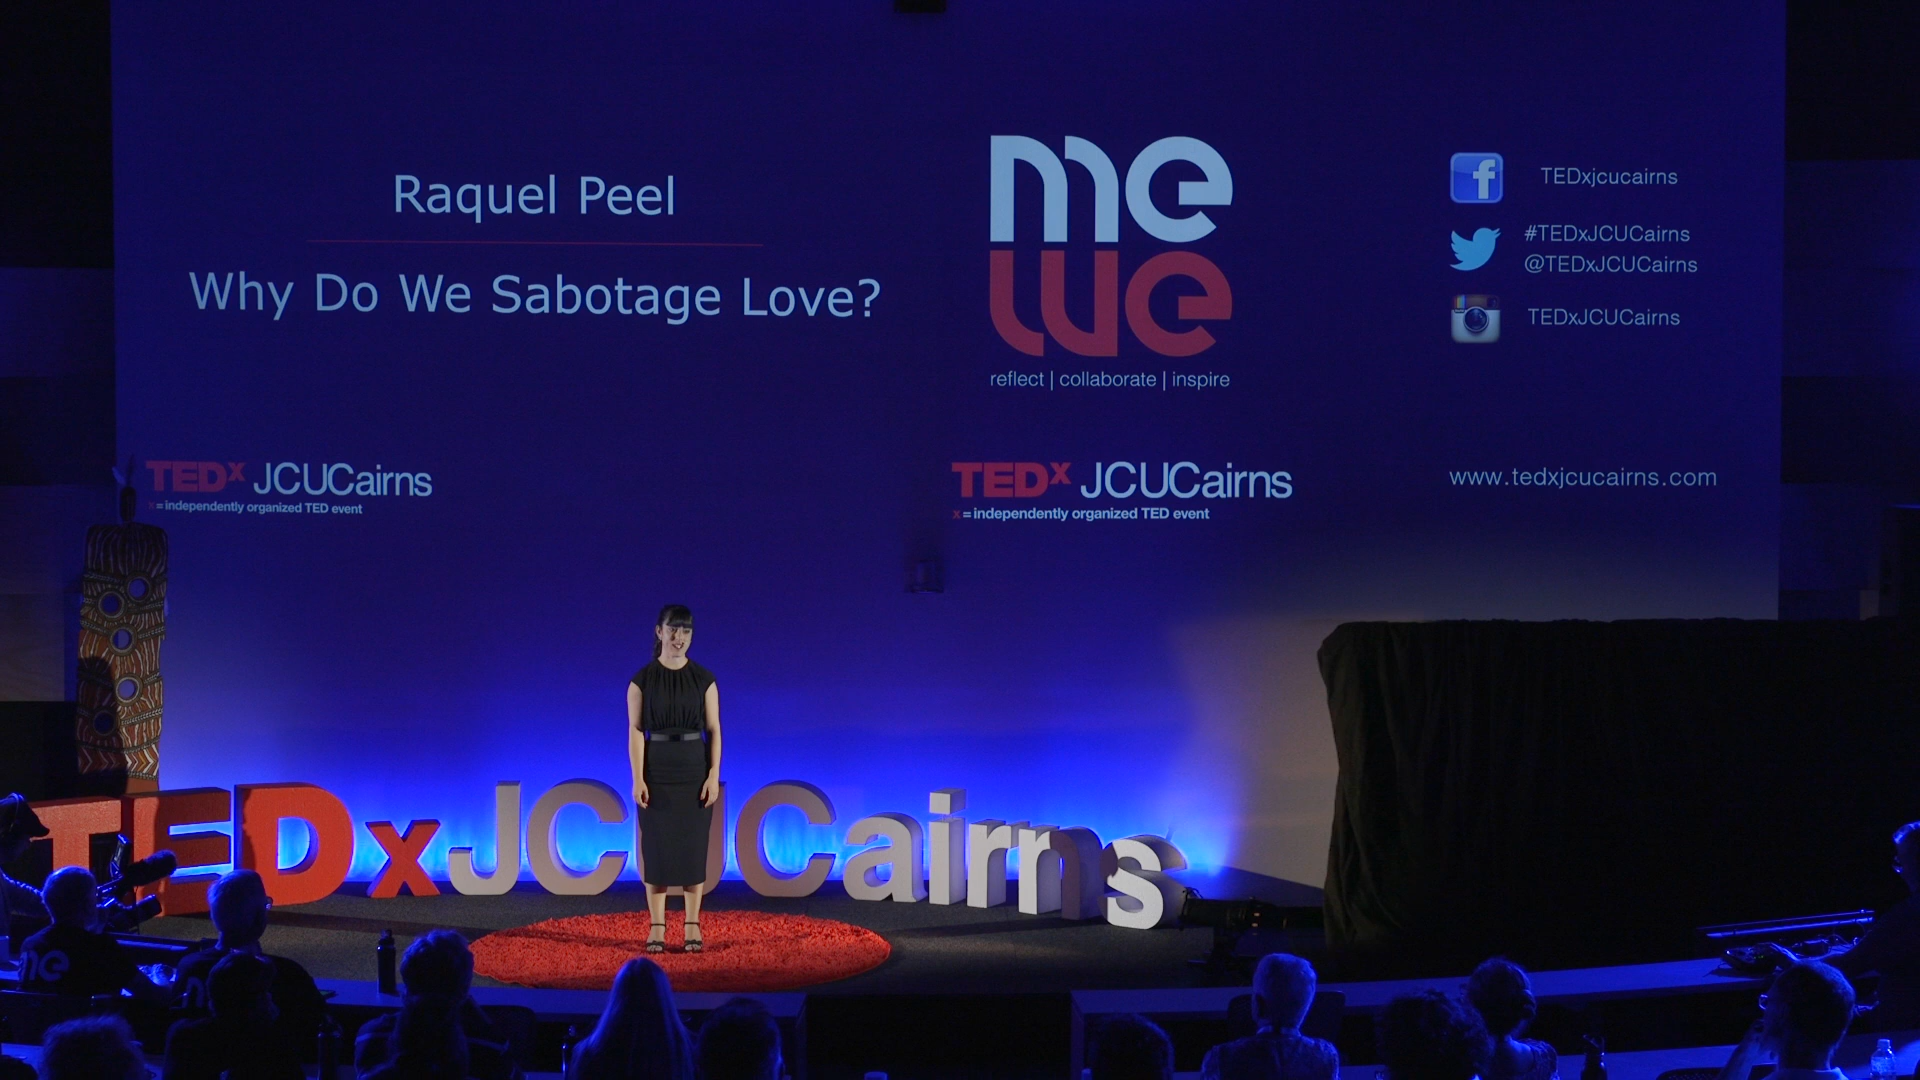 Raquel Peel
Why Do We Sabotage Love?
me
we
reflect | collaborate | inspire
TEDxjcucairns
#TEDxJCUCairns
@TEDxJCUCairns
TEDxJCUCairns
TEDx JCUCairns
x = independently organized TED event
TEDx JCUCairns
x = independently organized TED event
www.tedxjcucairns.com
TEDxJCUCairns
me